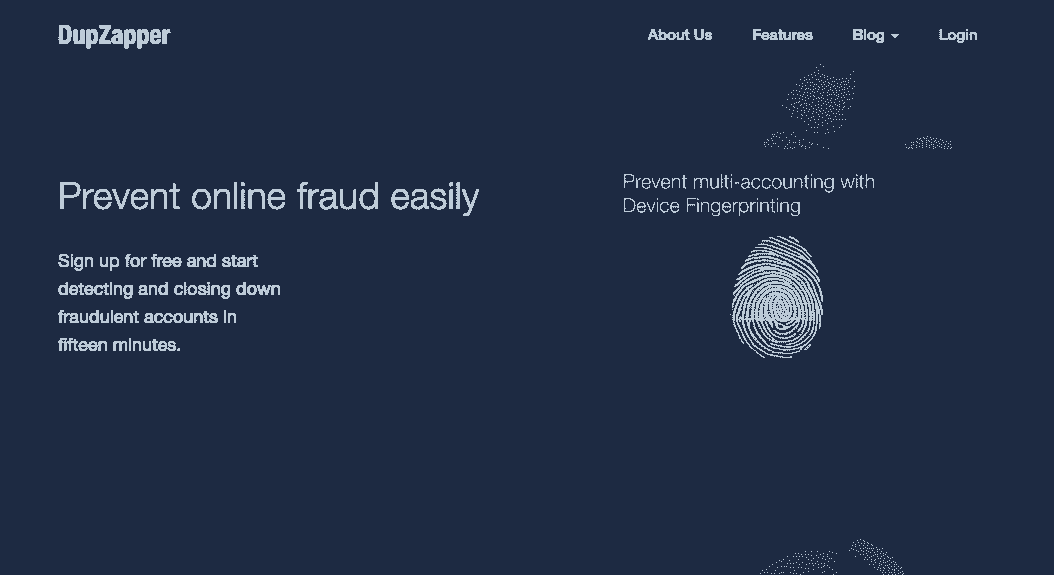 DupZapper
About Us
Features
Blog
Login
Prevent online fraud easily
Sign up for free and start
detecting and closing down
fraudulent accounts in
fifteen minutes.
Prevent multi-accounting with
Device Fingerprinting